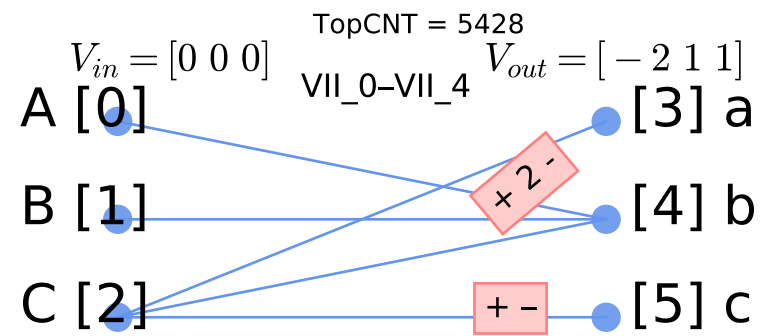 TopCNT = 5428
V_in = [0 0 0]
V_out = [ − 2 1 1]
VII_0–VII_4
A [0]
[3] a
+ 2 -
B [1]
[4] b
C [2]
+ –
[5] c